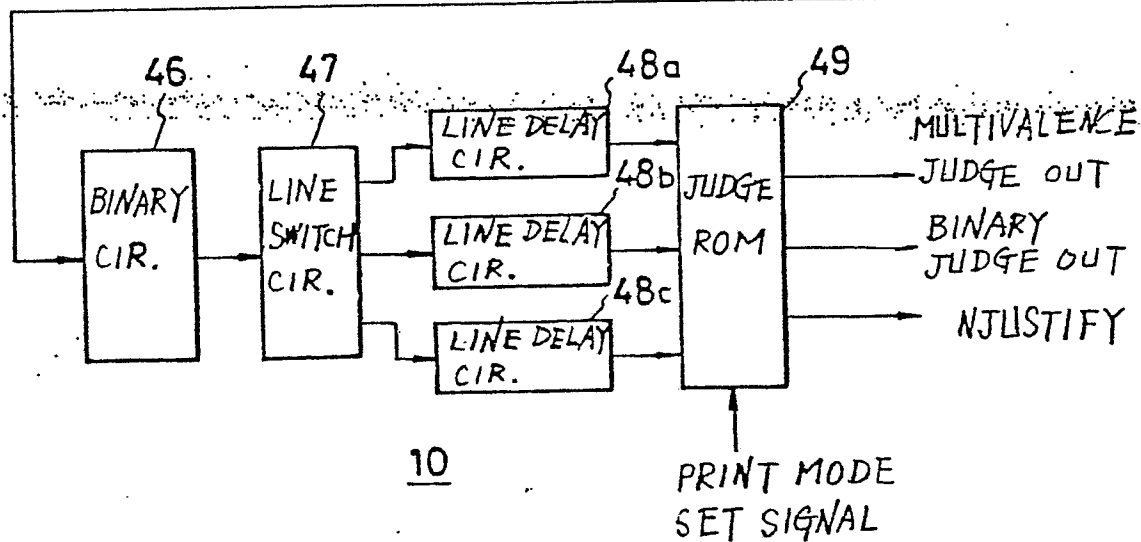 46
47
48a
49
BINARY
CIR.
LINE
SWITCH
CIR.
LINE DELAY
CIR.
48b
LINE DELAY
CIR.
48c
LINE DELAY
CIR.
JUDGE
ROM
MULTIVALENCE
JUDGE OUT
BINARY
JUDGE OUT
NJUSTIFY
10
PRINT MODE
SET SIGNAL